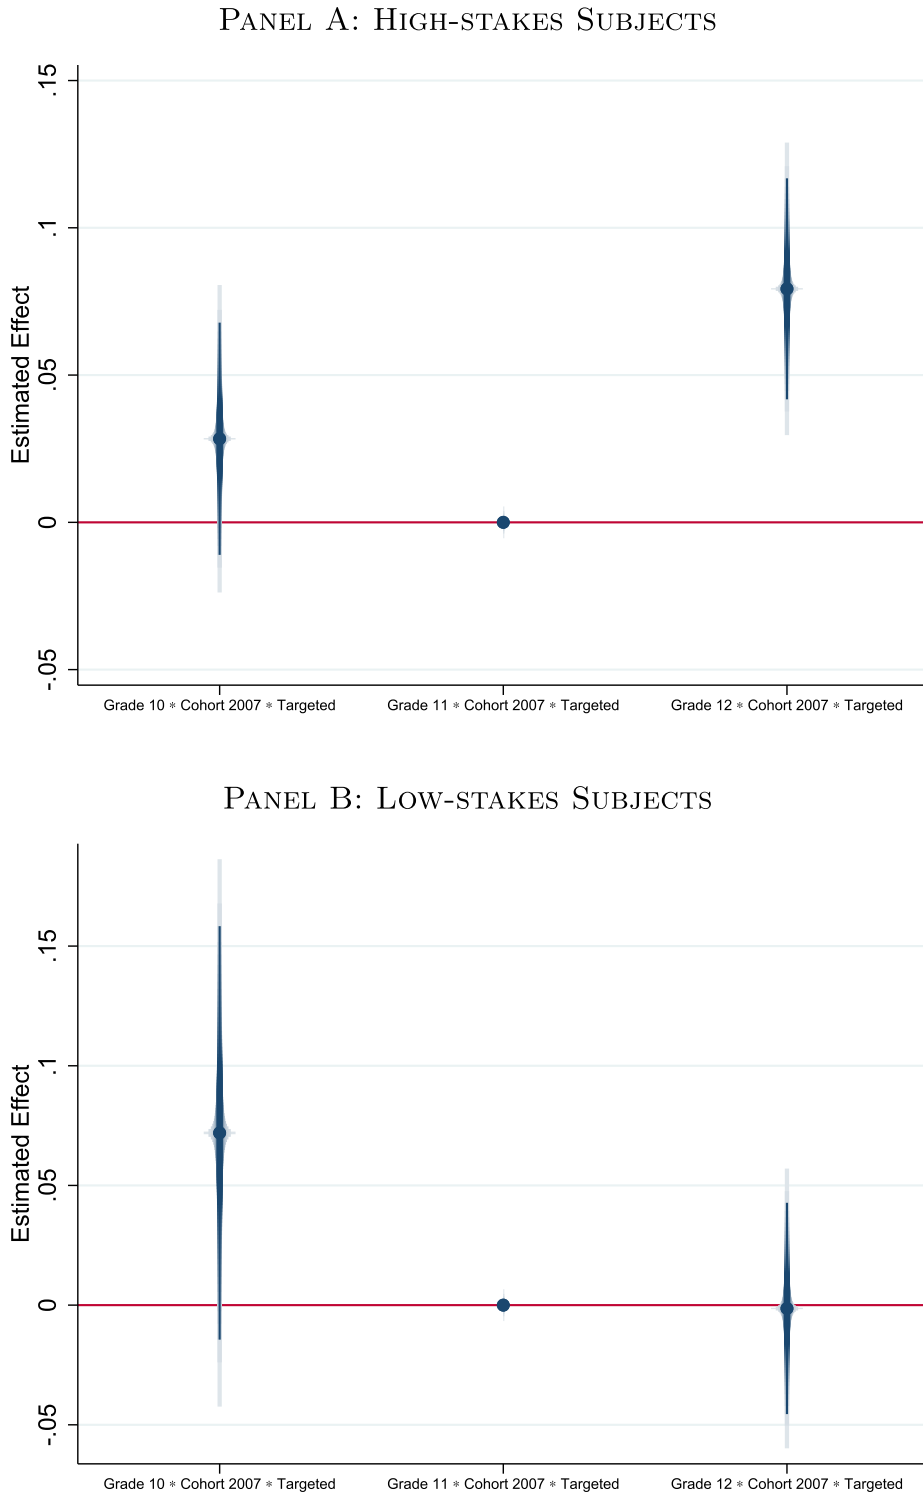 PANEL A: HIGH-STAKES SUBJECTS
.15
.1
.05
0
-.05
Estimated Effect
Grade 10 * Cohort 2007 * Targeted
Grade 11 * Cohort 2007 * Targeted
Grade 12 * Cohort 2007 * Targeted
PANEL B: LOW-STAKES SUBJECTS
.15
.1
.05
0
-.05
Estimated Effect
Grade 10 * Cohort 2007 * Targeted
Grade 11 * Cohort 2007 * Targeted
Grade 12 * Cohort 2007 * Targeted